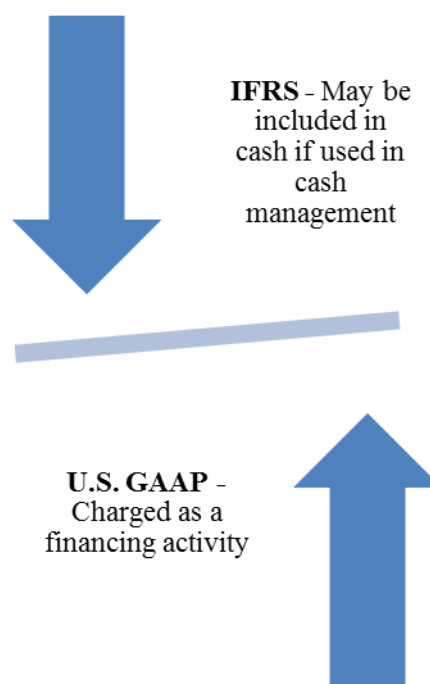 IFRS - May be
included in
cash if used in
cash
management
U.S. GAAP -
Charged as a
financing activity